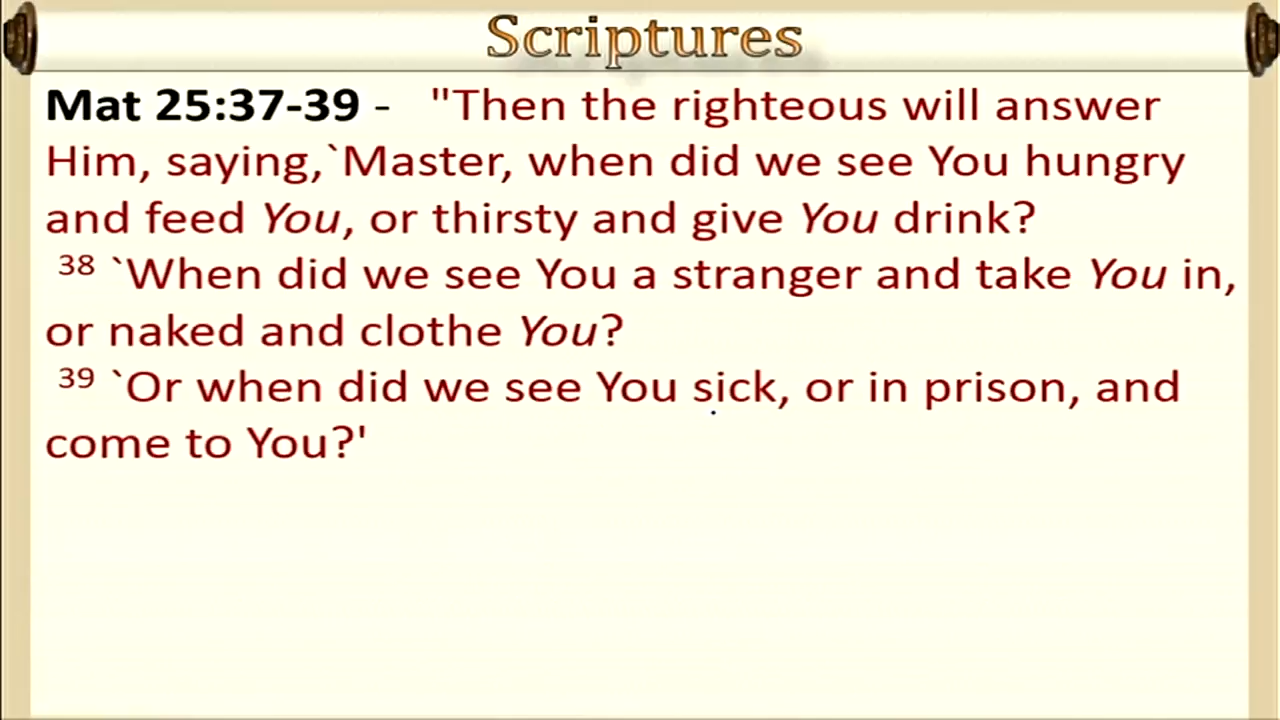 Scriptures
Mat 25:37-39 - "Then the righteous will answer
Him, saying,`Master, when did we see You hungry
and feed You, or thirsty and give You drink?
38 `When did we see You a stranger and take You in,
or naked and clothe You?
39 `Or when did we see You sick, or in prison, and
come to You?'